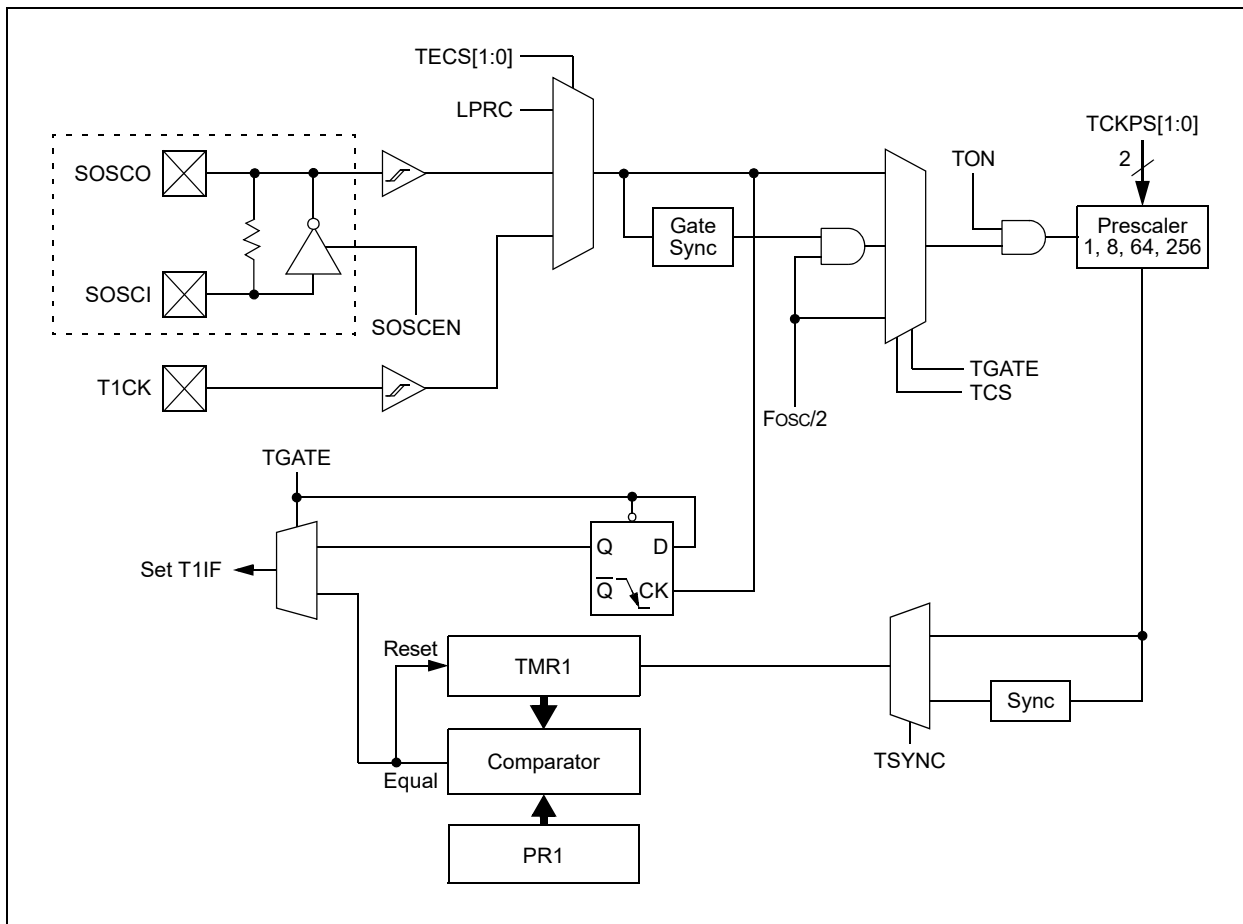 TECS[1:0]
LPRC
TCKPS[1:0]
SOSCO
TON
2
Gate
Sync
Prescaler
1, 8, 64, 256
SOSCI
SOSCEN
TGATE
T1CK
TCS
FOSC/2
TGATE
Q D
Set T1IF
Q CK
Reset
TMR1
Sync
Comparator
TSYNC
Equal
PR1